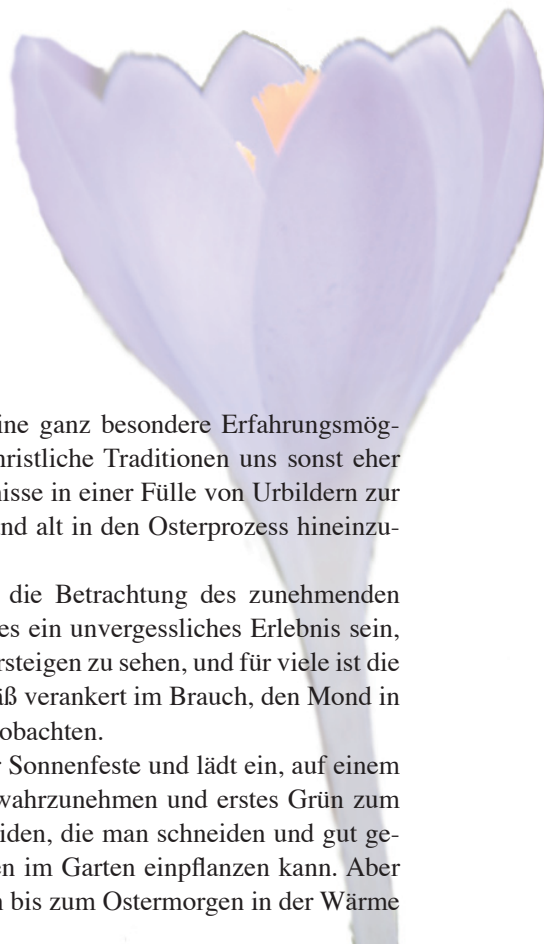 ine ganz besondere Erfahrungsmög-
hristliche Traditionen uns sonst eher
nisse in einer Fülle von Urbildern zur
nd alt in den Osterprozess hineinzu-
die Betrachtung des zunehmenden
es ein unvergessliches Erlebnis sein,
rsteigen zu sehen, und für viele ist die
äß verankert im Brauch, den Mond in
obachten.
r Sonnenfeste und lädt ein, auf einem
wahrzunehmen und erstes Grün zum
iden, die man schneiden und gut ge-
en im Garten einpflanzen kann. Aber
n bis zum Ostermorgen in der Wärme